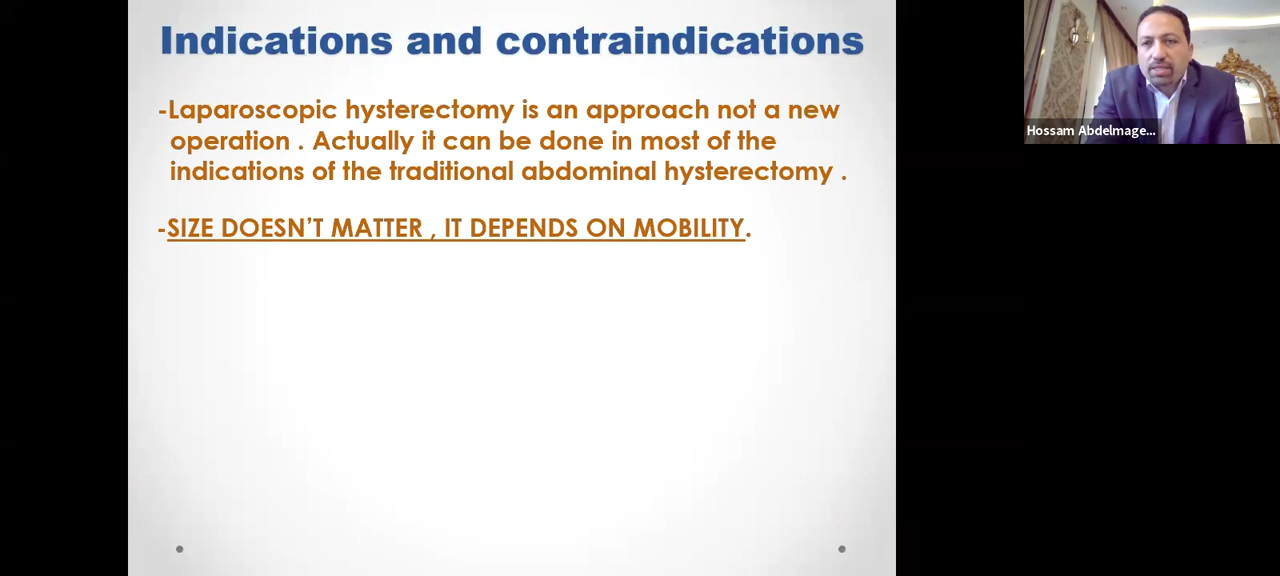 Indications and contraindications
-Laparoscopic hysterectomy is an approach not a new
operation . Actually it can be done in most of the
indications of the traditional abdominal hysterectomy .
-SIZE DOESN'T MATTER , IT DEPENDS ON MOBILITY.
Hossam Abdelmage...